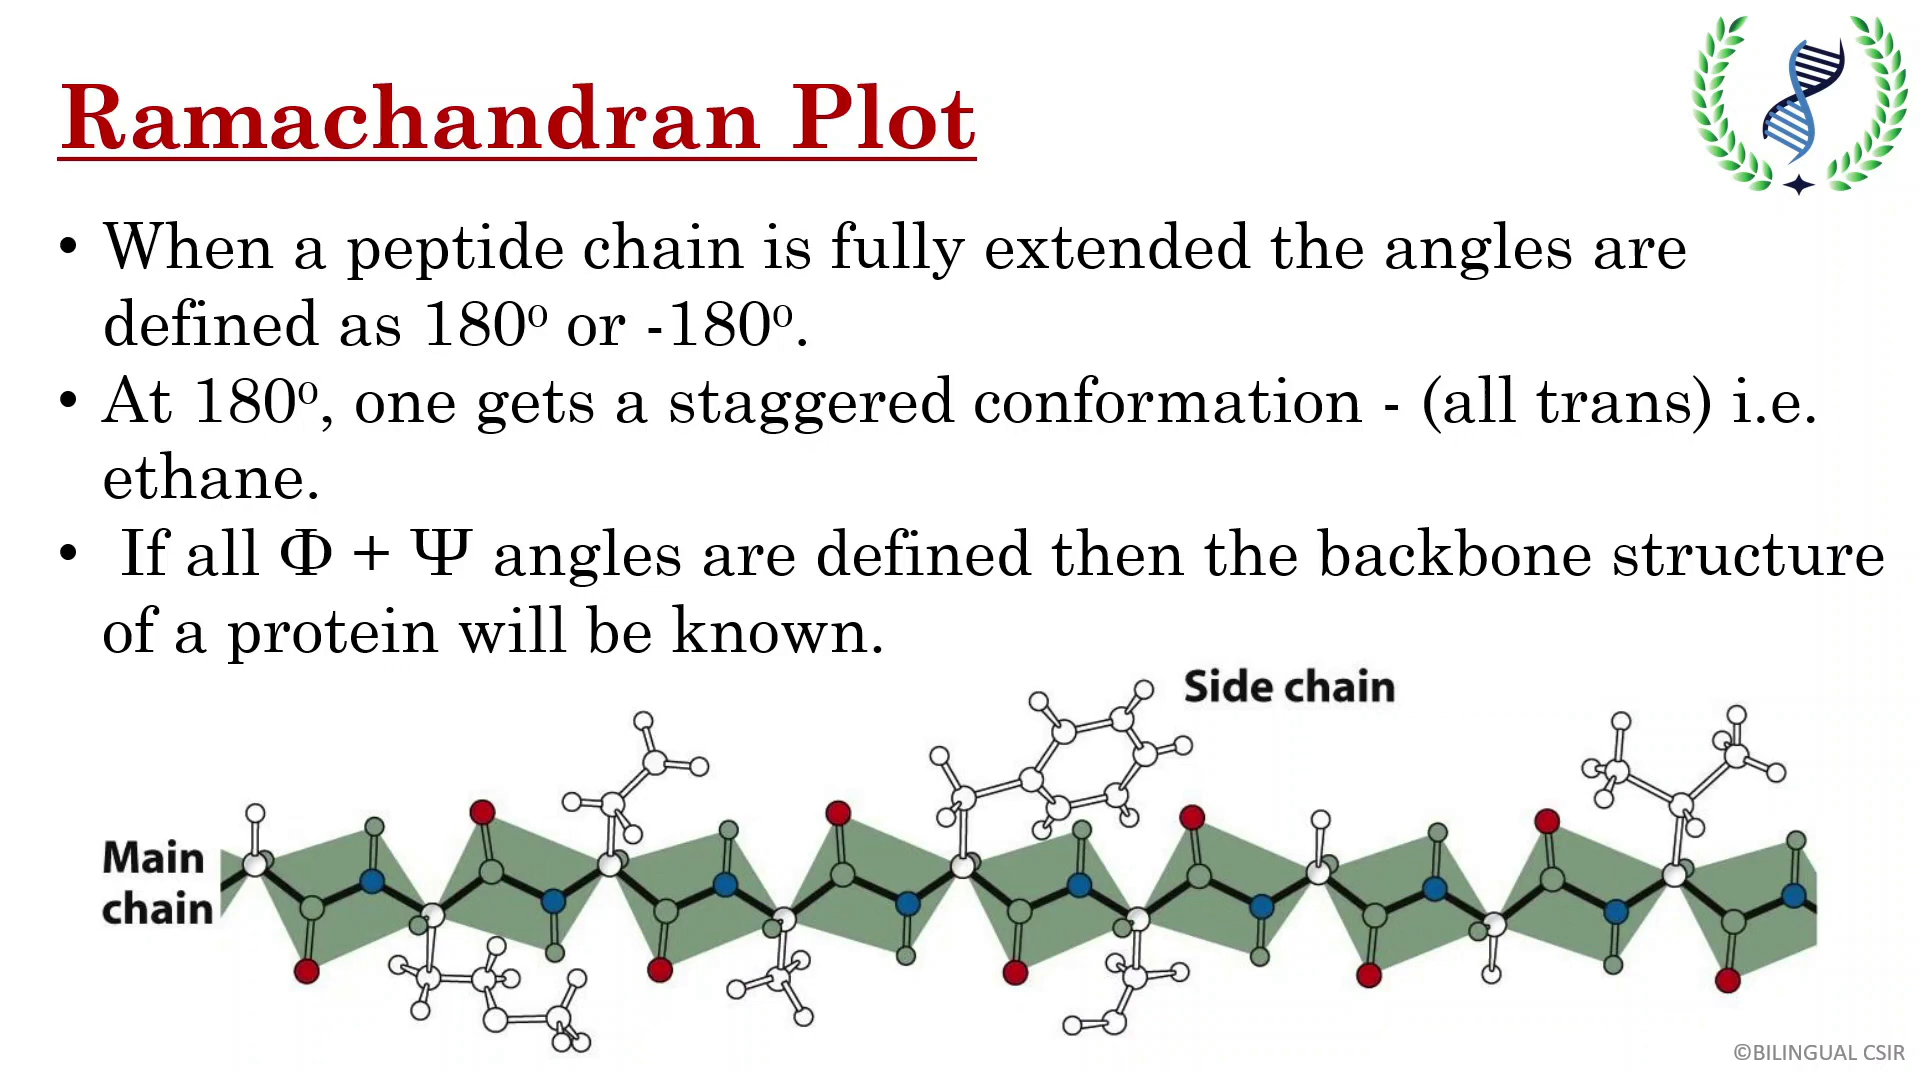 Ramachandran Plot
• When a peptide chain is fully extended the angles are
defined as 180º or -180º.
• At 180º, one gets a staggered conformation - (all trans) i.e.
ethane.
• If all Φ + Ψ angles are defined then the backbone structure
of a protein will be known.
Side chain
Main
chain
©BILINGUAL CSIR